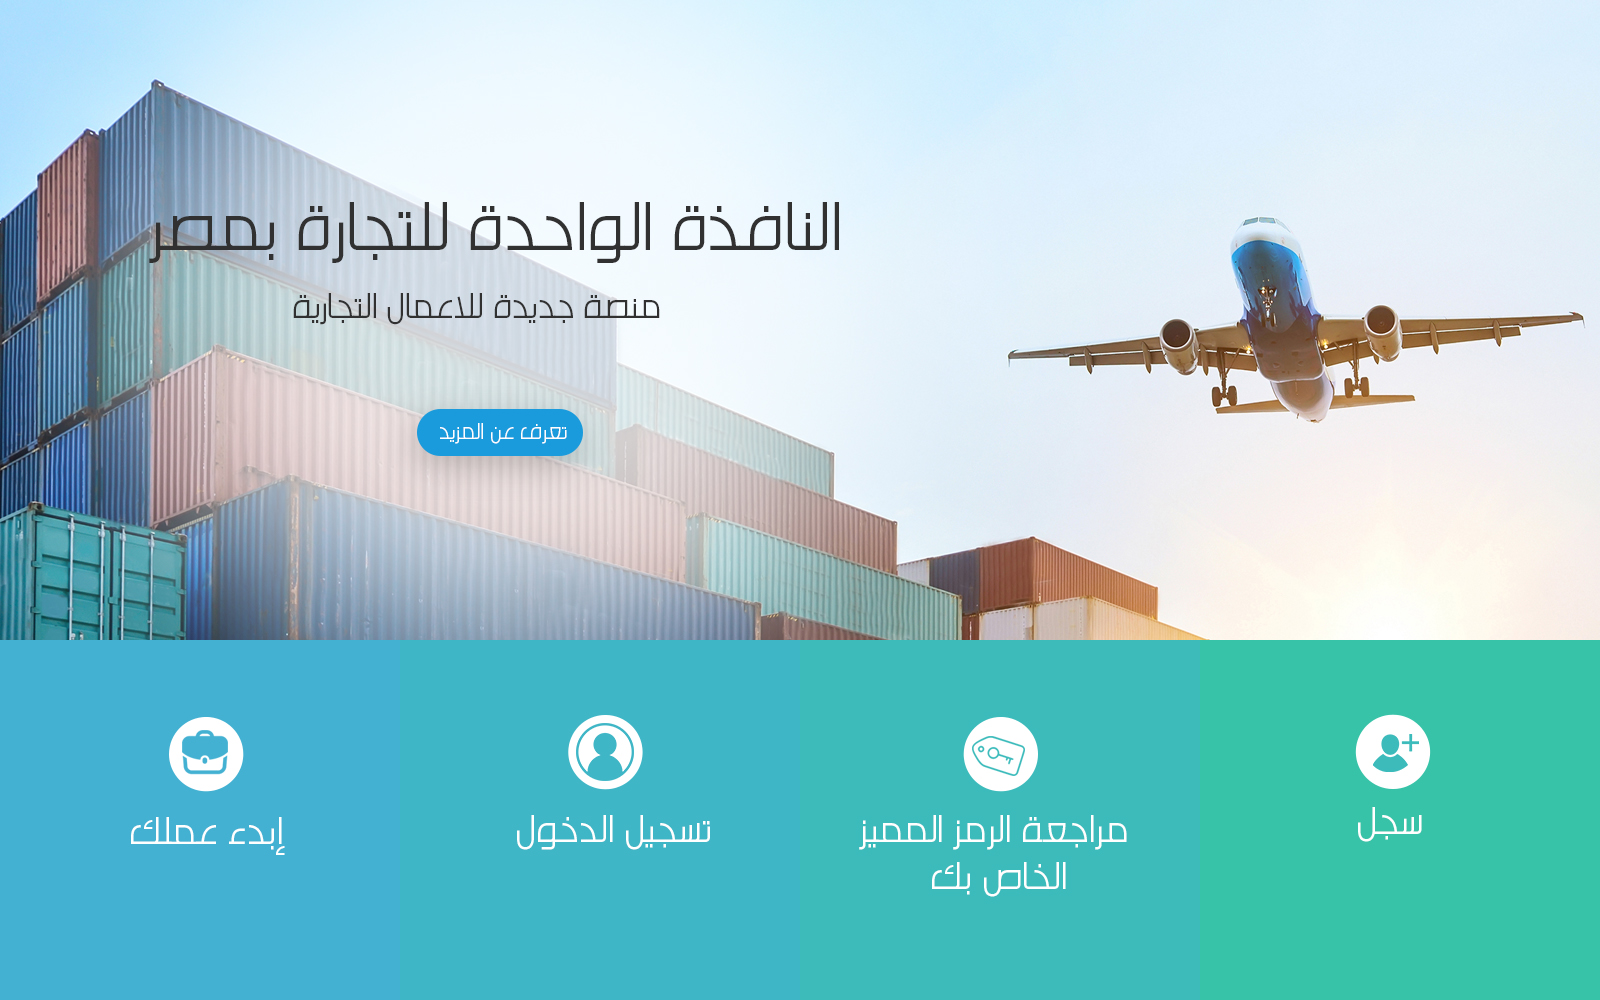 النافذة الواحدة للتجارة بمصر
منصة جديدة للاعمال التجارية
تعرف عن المزيد
سجل
مراجعة الرمز المميز
الخاص بك
تسجيل الدخول
إبدء عملك